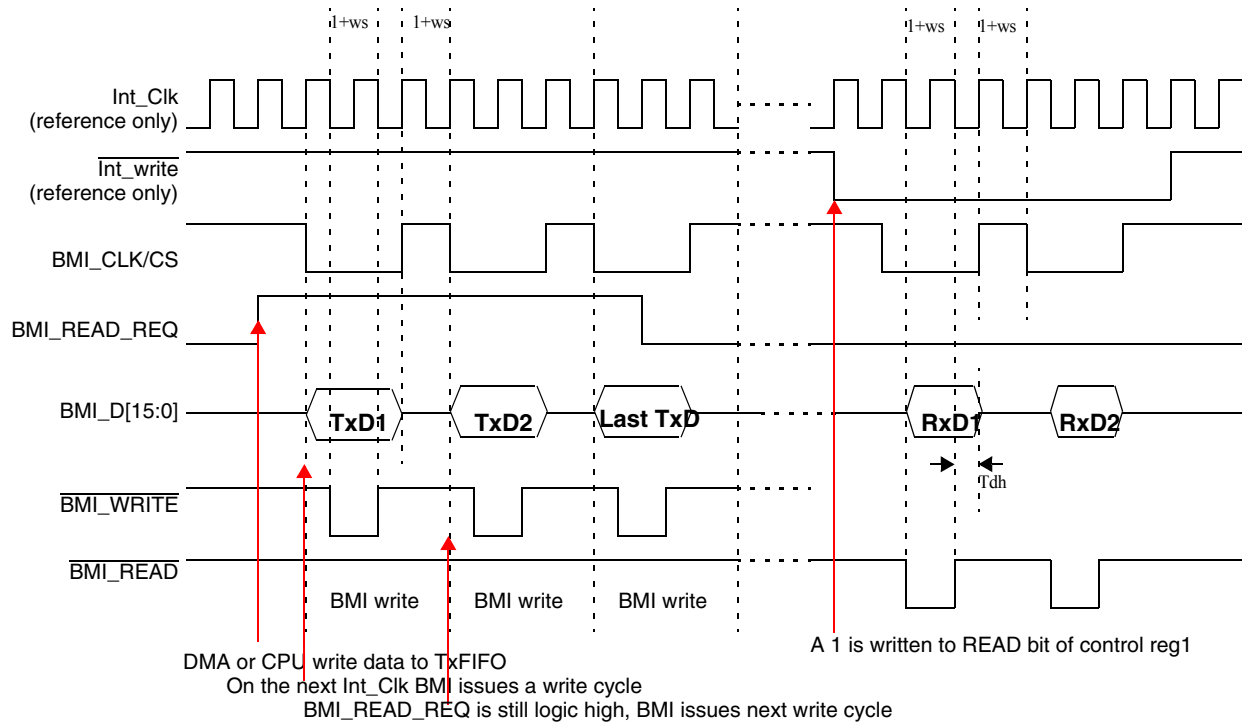 1+ws 1+ws 1+ws 1+ws
Int_Clk
(reference only)
Int_write
(reference only)
BMI_CLK/CS
BMI_READ_REQ
BMI_D[15:0] TxD1 TxD2 Last TxD RxD1 RxD2
Tdh
BMI_WRITE
BMI_READ
BMI write BMI write BMI write
A 1 is written to READ bit of control reg1
DMA or CPU write data to TxFIFO
On the next Int_Clk BMI issues a write cycle
BMI_READ_REQ is still logic high, BMI issues next write cycle